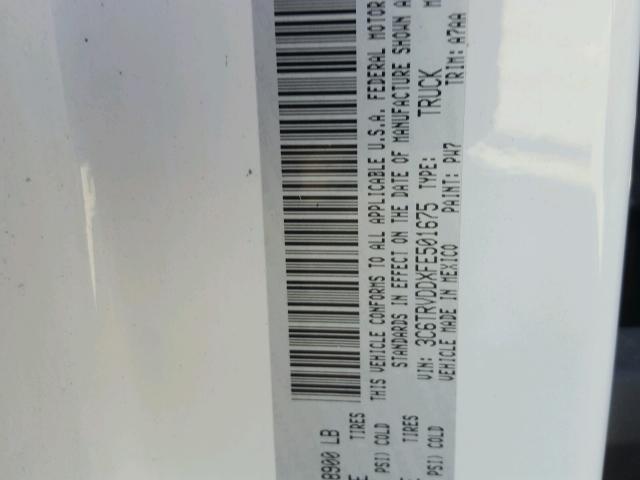 8900 LB TIRES
PSI) COLD
TIRES
PSI) COLD
THIS VEHICLE CONFORMS TO ALL APPLICABLE U.S.A. FEDERAL MOTOR
STANDARDS IN EFFECT ON THE DATE OF MANUFACTURE SHOWN A
VIN: 3C6TRVDDXFE501675 TYPE: TRUCK
VEHICLE MADE IN MEXICO PAINT: PW7 TRIM: A7AA